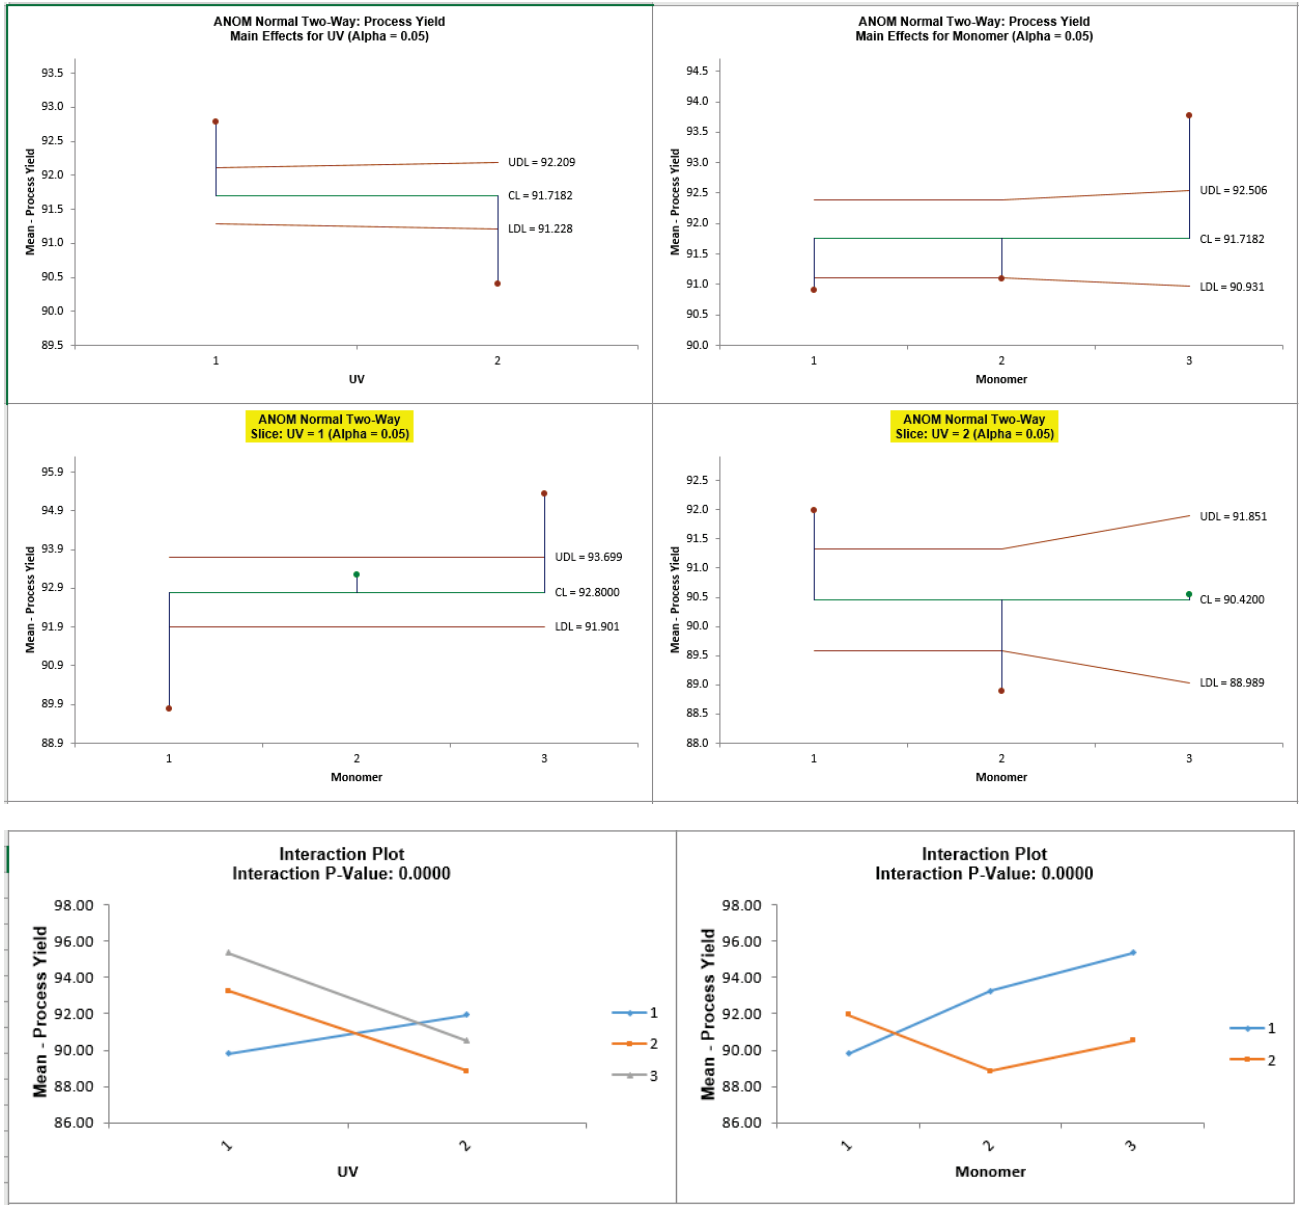 ANOM Normal Two-Way: Process Yield
Main Effects for UV (Alpha = 0.05)
Mean - Process Yield
93.5
93.0
92.5
92.0
91.5
91.0
90.5
90.0
89.5
UDL = 92.209
CL = 91.7182
LDL = 91.228
1
2
UV
ANOM Normal Two-Way: Process Yield
Main Effects for Monomer (Alpha = 0.05)
Mean - Process Yield
94.5
94.0
93.5
93.0
92.5
92.0
91.5
91.0
90.5
90.0
UDL = 92.506
CL = 91.7182
LDL = 90.931
1
2
3
Monomer
ANOM Normal Two-Way
Slice: UV = 1 (Alpha = 0.05)
Mean - Process Yield
95.9
94.9
93.9
92.9
91.9
90.9
89.9
88.9
UDL = 93.699
CL = 92.8000
LDL = 91.901
1
2
3
Monomer
ANOM Normal Two-Way
Slice: UV = 2 (Alpha = 0.05)
Mean - Process Yield
92.5
92.0
91.5
91.0
90.5
90.0
89.5
89.0
88.5
88.0
UDL = 91.851
CL = 90.4200
LDL = 88.989
1
2
3
Monomer
Interaction Plot
Interaction P-Value: 0.0000
Mean - Process Yield
98.00
96.00
94.00
92.00
90.00
88.00
86.00
1
2
UV
1
2
3
Interaction Plot
Interaction P-Value: 0.0000
Mean - Process Yield
98.00
96.00
94.00
92.00
90.00
88.00
86.00
1
2
3
Monomer
1
2